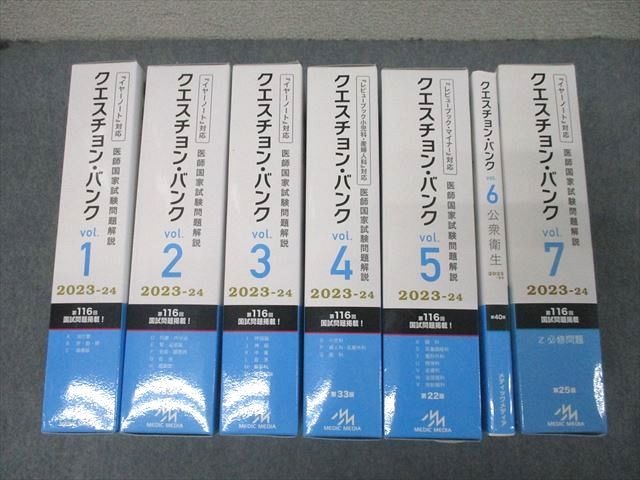 『イヤーノート』対応
クエスチョン・バンク
医師国家試験問題解説
vol.
1
2023-24
第116回
国試問題掲載!
MEDIC MEDIA
『イヤーノート』対応
クエスチョン・バンク
医師国家試験問題解説
vol.
2
2023-24
第116回
国試問題掲載!
MEDIC MEDIA
『イヤーノート』対応
クエスチョン・バンク
医師国家試験問題解説
vol.
3
2023-24
第116回
国試問題掲載!
MEDIC MEDIA
『レビューブック小児科・産婦人科』対応
クエスチョン・バンク
医師国家試験問題解説
vol.
4
2023-24
第116回
国試問題掲載!
第33版
MEDIC MEDIA
『レビューブック・マイナー』対応
クエスチョン・バンク
医師国家試験問題解説
vol.
5
2023-24
第116回
国試問題掲載!
第22版
MEDIC MEDIA
クエスチョン・バンク
vol.
6
公衆衛生
第40版
メディックメディア
『イヤーノート』対応
クエスチョン・バンク
医師国家試験問題解説
vol.
7
2023-24
第116回
国試問題掲載!
Z 必修問題
第25版
MEDIC MEDIA